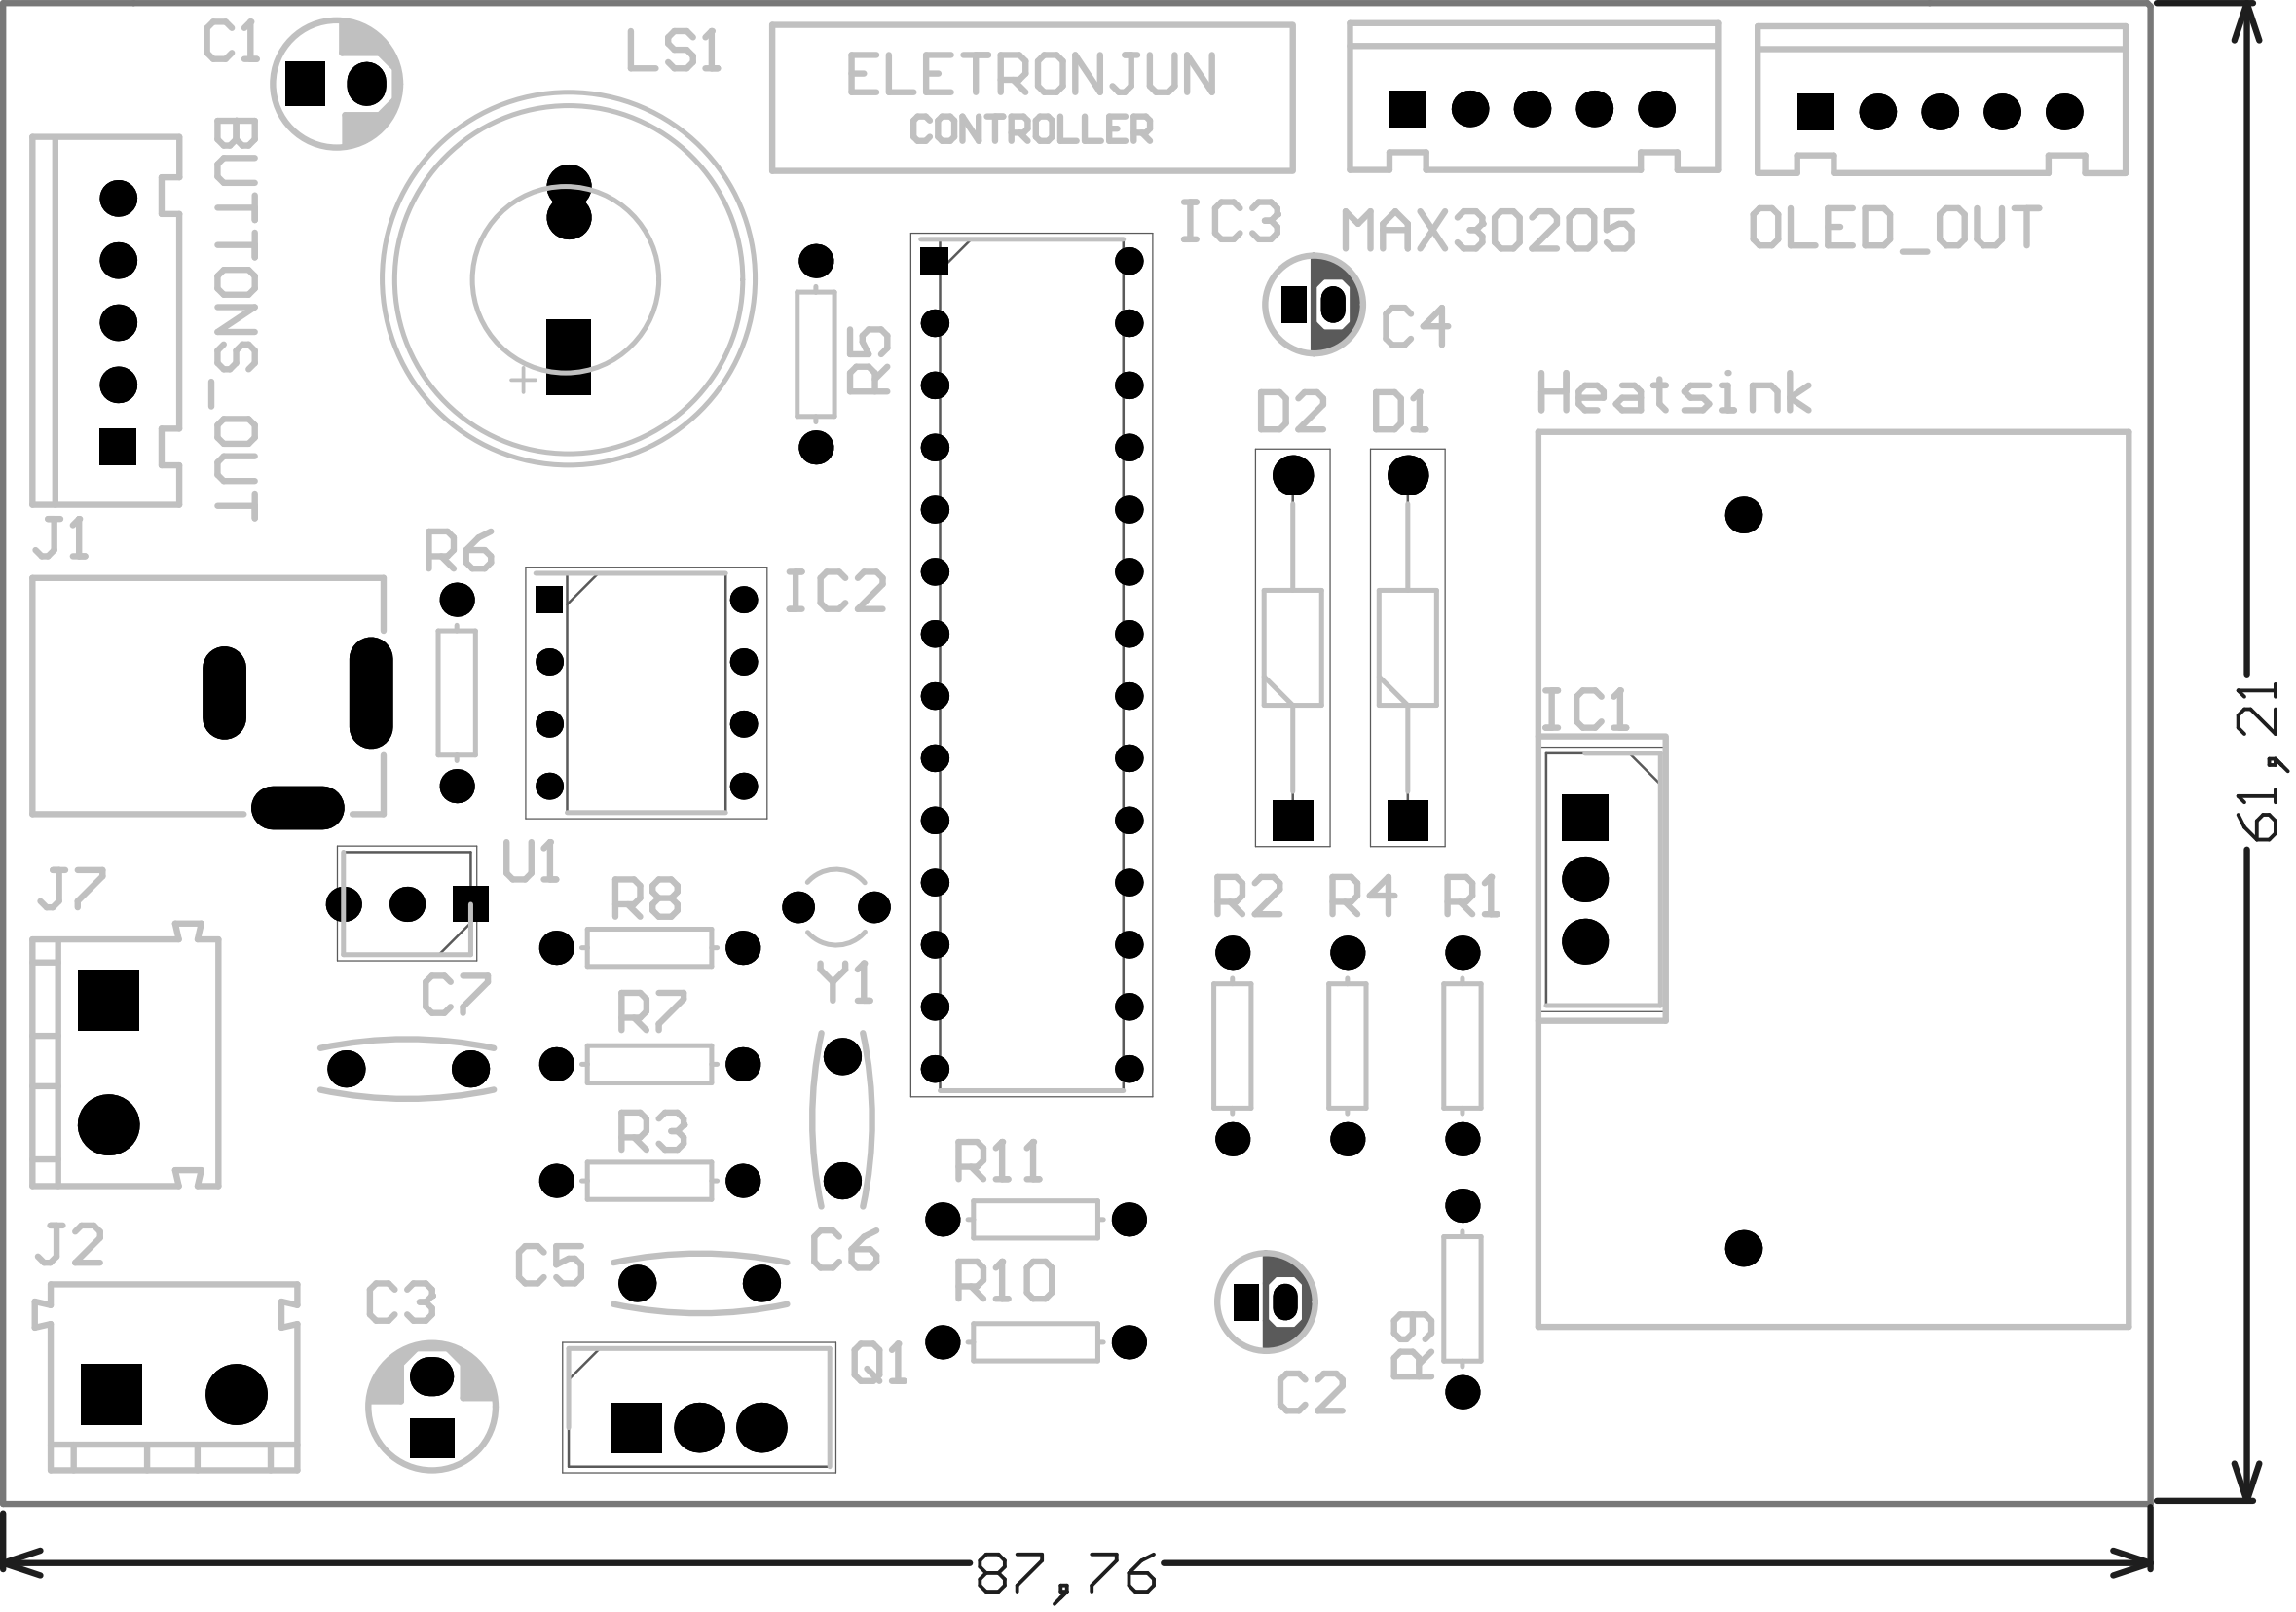 C1
LS1
ELETRONJUN
CONTROLLER
BUTTONS_OUT
IC3
MAX30205
OLED_OUT
C4
R5
D2
D1
Heatsink
J1
R6
IC2
IC1
61,21
U1
J7
R8
R2
R4
R1
C7
R7
Y1
R3
R11
J2
C5
C6
R10
C3
Q1
R9
C2
87,76